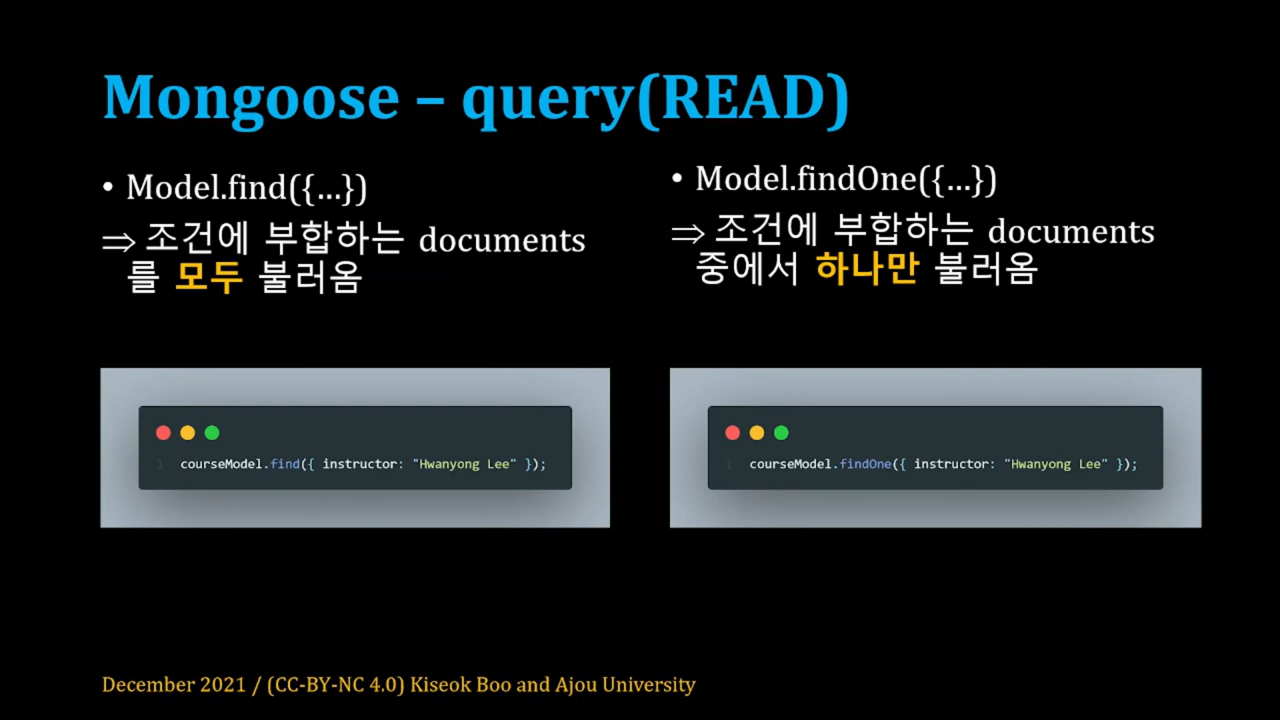 Mongoose – query(READ)
• Model.find({…})
⇒ 조건에 부합하는 documents
를 모두 불러옴
1 courseModel.find({ instructor: "Hwanyong Lee" });
• Model.findOne({…})
⇒ 조건에 부합하는 documents
중에서 하나만 불러옴
1 courseModel.findOne({ instructor: "Hwanyong Lee" });
December 2021 / (CC-BY-NC 4.0) Kiseok Boo and Ajou University